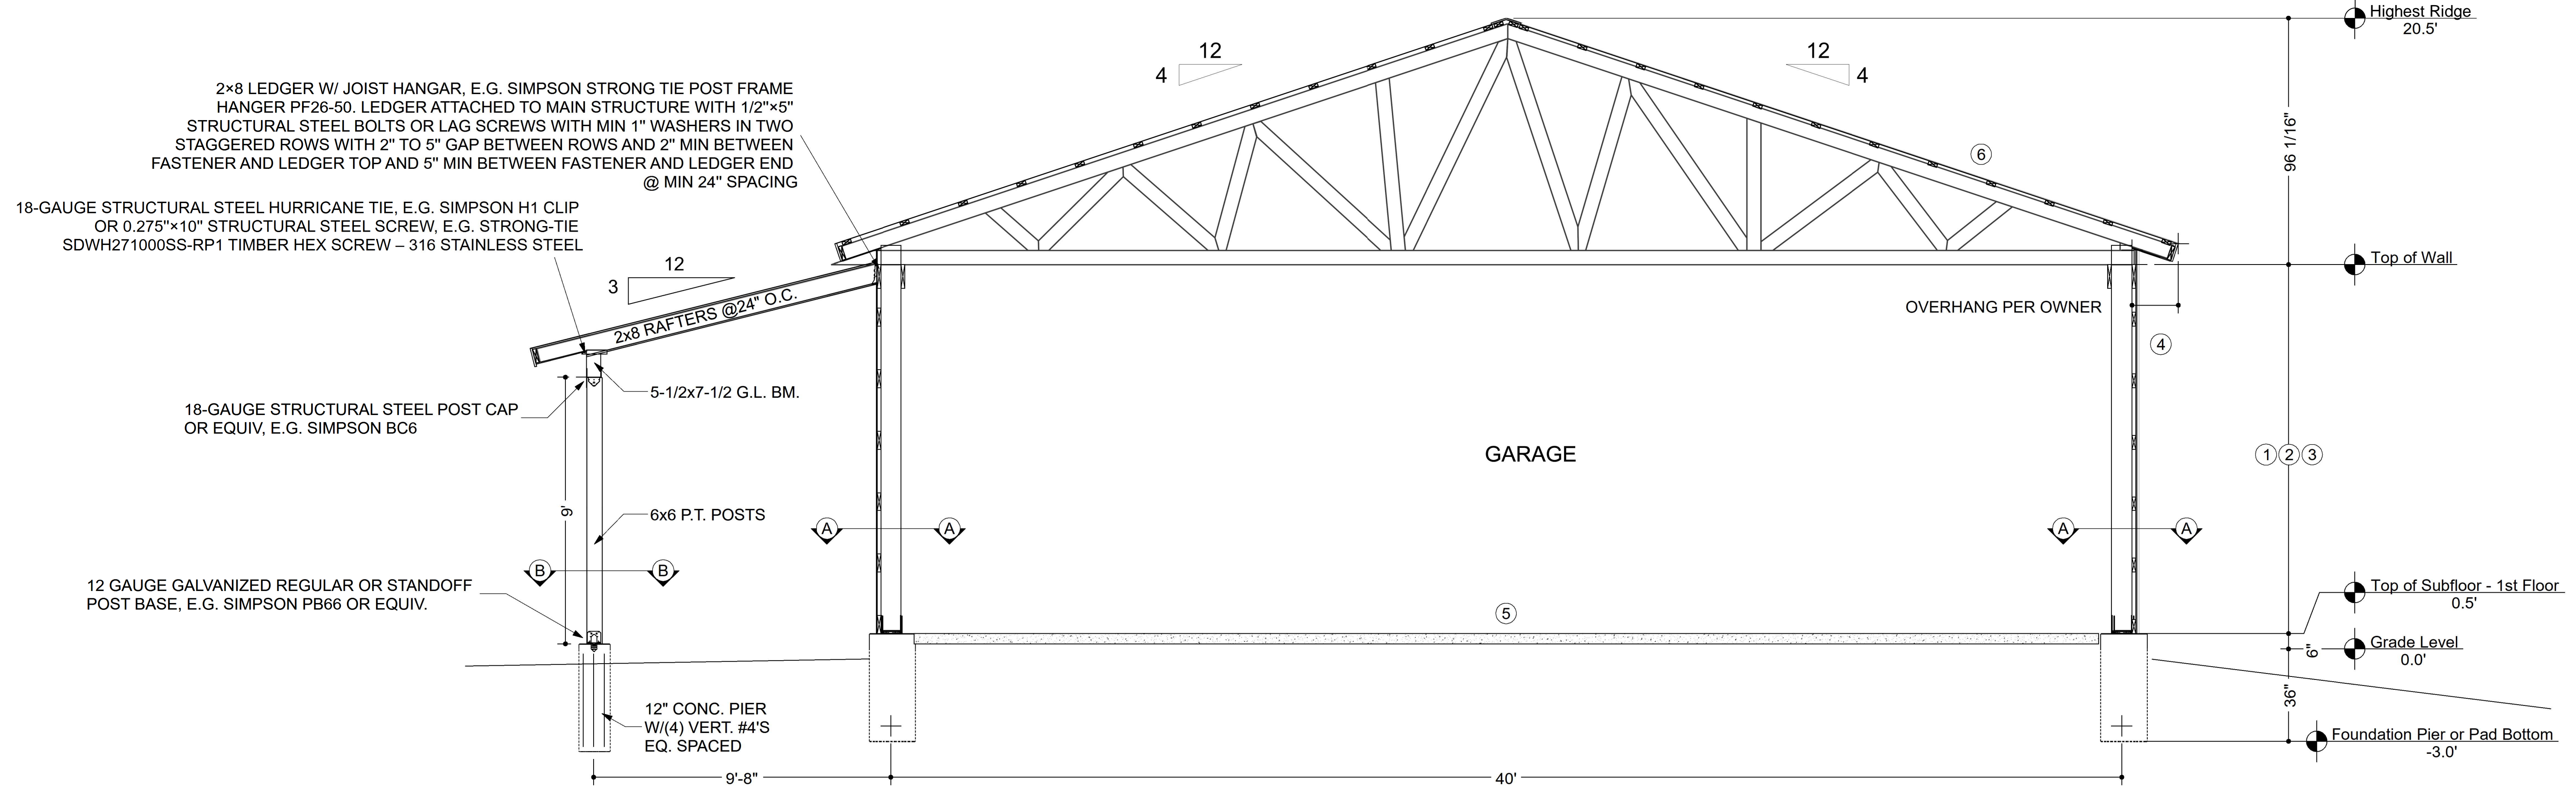 Highest Ridge
20.5'
12
4
12
4
2×8 LEDGER W/ JOIST HANGAR, E.G. SIMPSON STRONG TIE POST FRAME
HANGER PF26-50. LEDGER ATTACHED TO MAIN STRUCTURE WITH 1/2"×5"
STRUCTURAL STEEL BOLTS OR LAG SCREWS WITH MIN 1" WASHERS IN TWO
STAGGERED ROWS WITH 2" TO 5" GAP BETWEEN ROWS AND 2" MIN BETWEEN
FASTENER AND LEDGER TOP AND 5" MIN BETWEEN FASTENER AND LEDGER END
@ MIN 24" SPACING
96 1/16"
6
18-GAUGE STRUCTURAL STEEL HURRICANE TIE, E.G. SIMPSON H1 CLIP
OR 0.275"×10" STRUCTURAL STEEL SCREW, E.G. STRONG-TIE
SDWH271000SS-RP1 TIMBER HEX SCREW – 316 STAINLESS STEEL
12
3
Top of Wall
2x8 RAFTERS @24" O.C.
OVERHANG PER OWNER
4
5-1/2x7-1/2 G.L. BM.
18-GAUGE STRUCTURAL STEEL POST CAP
OR EQUIV, E.G. SIMPSON BC6
GARAGE
1 2 3
9'
6x6 P.T. POSTS
A A
A A
B B
12 GAUGE GALVANIZED REGULAR OR STANDOFF
POST BASE, E.G. SIMPSON PB66 OR EQUIV.
5
Top of Subfloor - 1st Floor
0.5'
6"
Grade Level
0.0'
36"
12" CONC. PIER
W/(4) VERT. #4'S
EQ. SPACED
Foundation Pier or Pad Bottom
-3.0'
9'-8"
40'